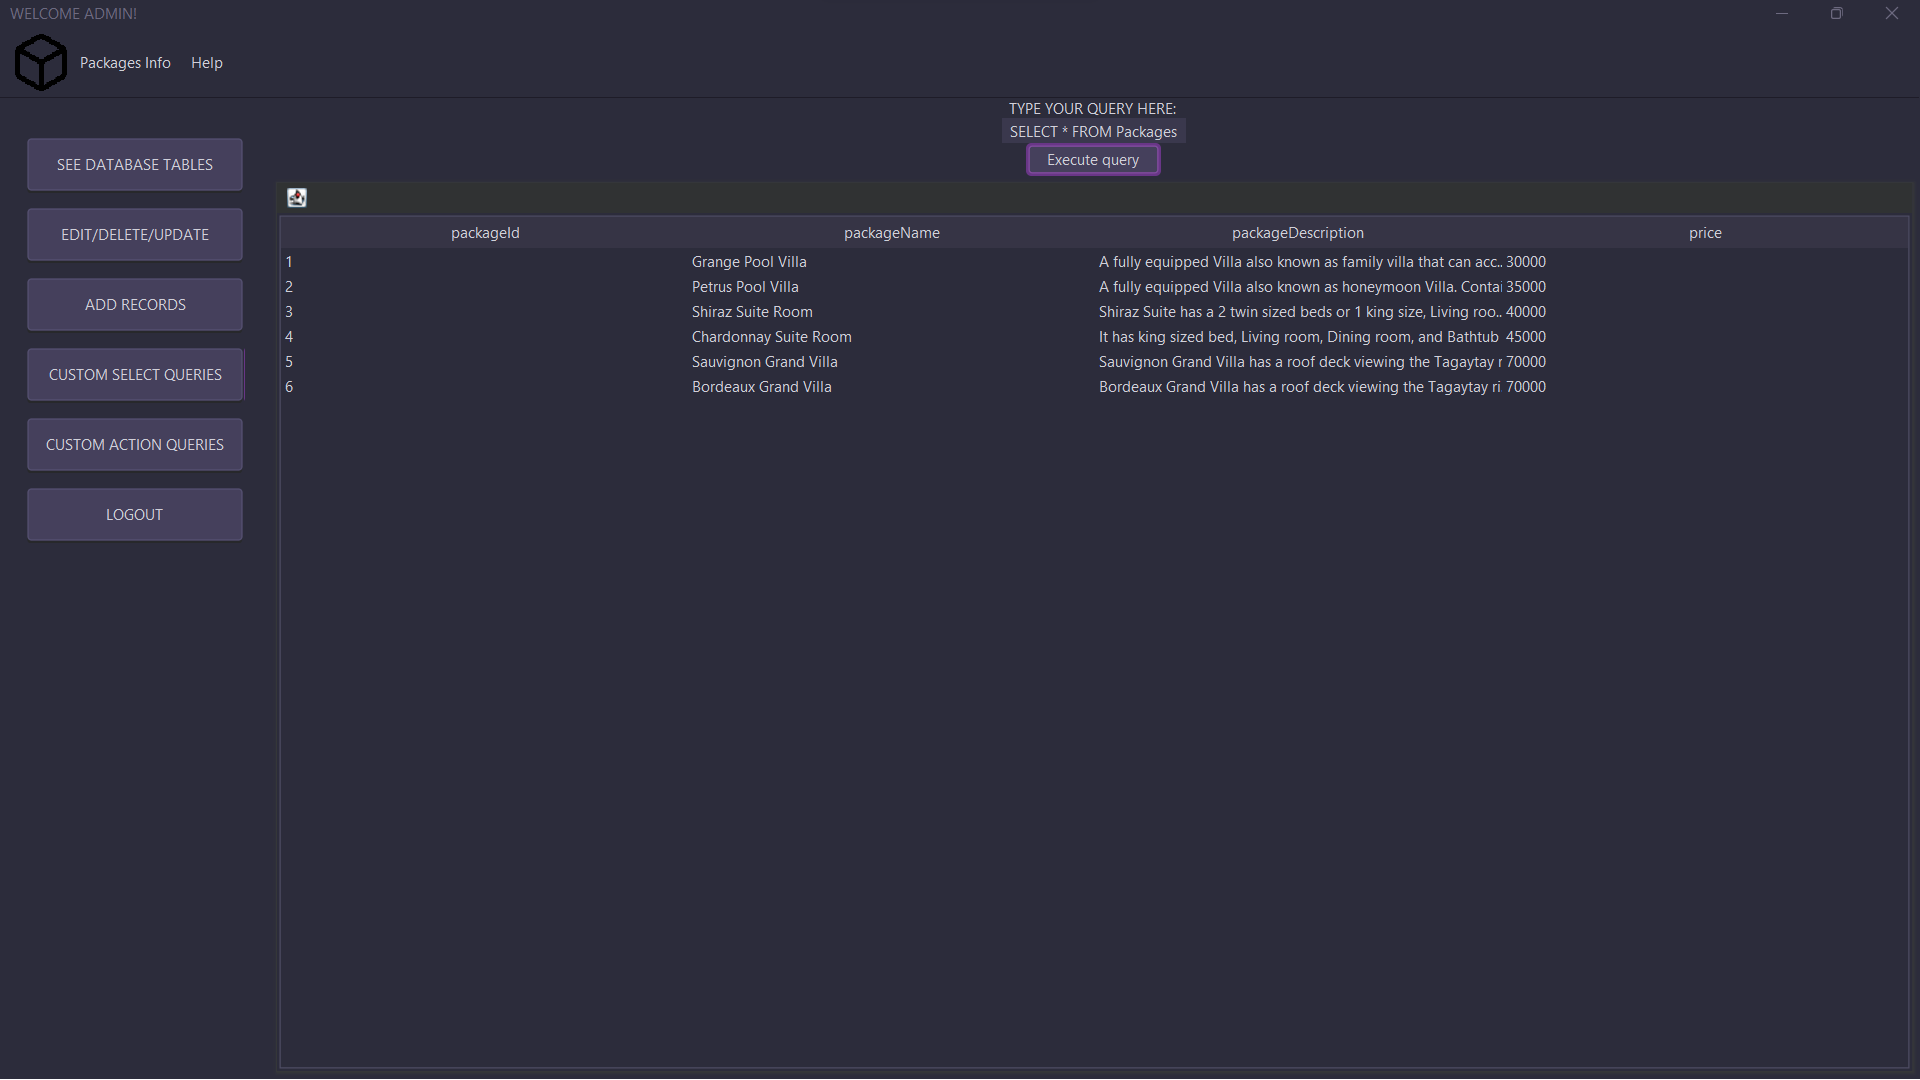 WELCOME ADMIN!
Packages Info Help
TYPE YOUR QUERY HERE:
SELECT * FROM Packages
Execute query
SEE DATABASE TABLES
EDIT/DELETE/UPDATE
ADD RECORDS
CUSTOM SELECT QUERIES
CUSTOM ACTION QUERIES
LOGOUT
packageId packageName packageDescription price
1 Grange Pool Villa A fully equipped Villa also known as family villa that can acc.. 30000
2 Petrus Pool Villa A fully equipped Villa also known as honeymoon Villa. Contai 35000
3 Shiraz Suite Room Shiraz Suite has a 2 twin sized beds or 1 king size, Living roo.. 40000
4 Chardonnay Suite Room It has king sized bed, Living room, Dining room, and Bathtub 45000
5 Sauvignon Grand Villa Sauvignon Grand Villa has a roof deck viewing the Tagaytay r 70000
6 Bordeaux Grand Villa Bordeaux Grand Villa has a roof deck viewing the Tagaytay ri 70000